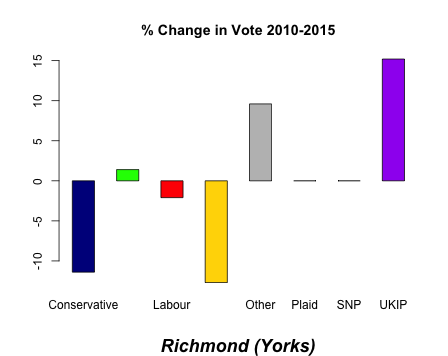 % Change in Vote 2010-2015
15
10
5
0
-5
-10
Conservative Labour Other Plaid SNP UKIP
Richmond (Yorks)